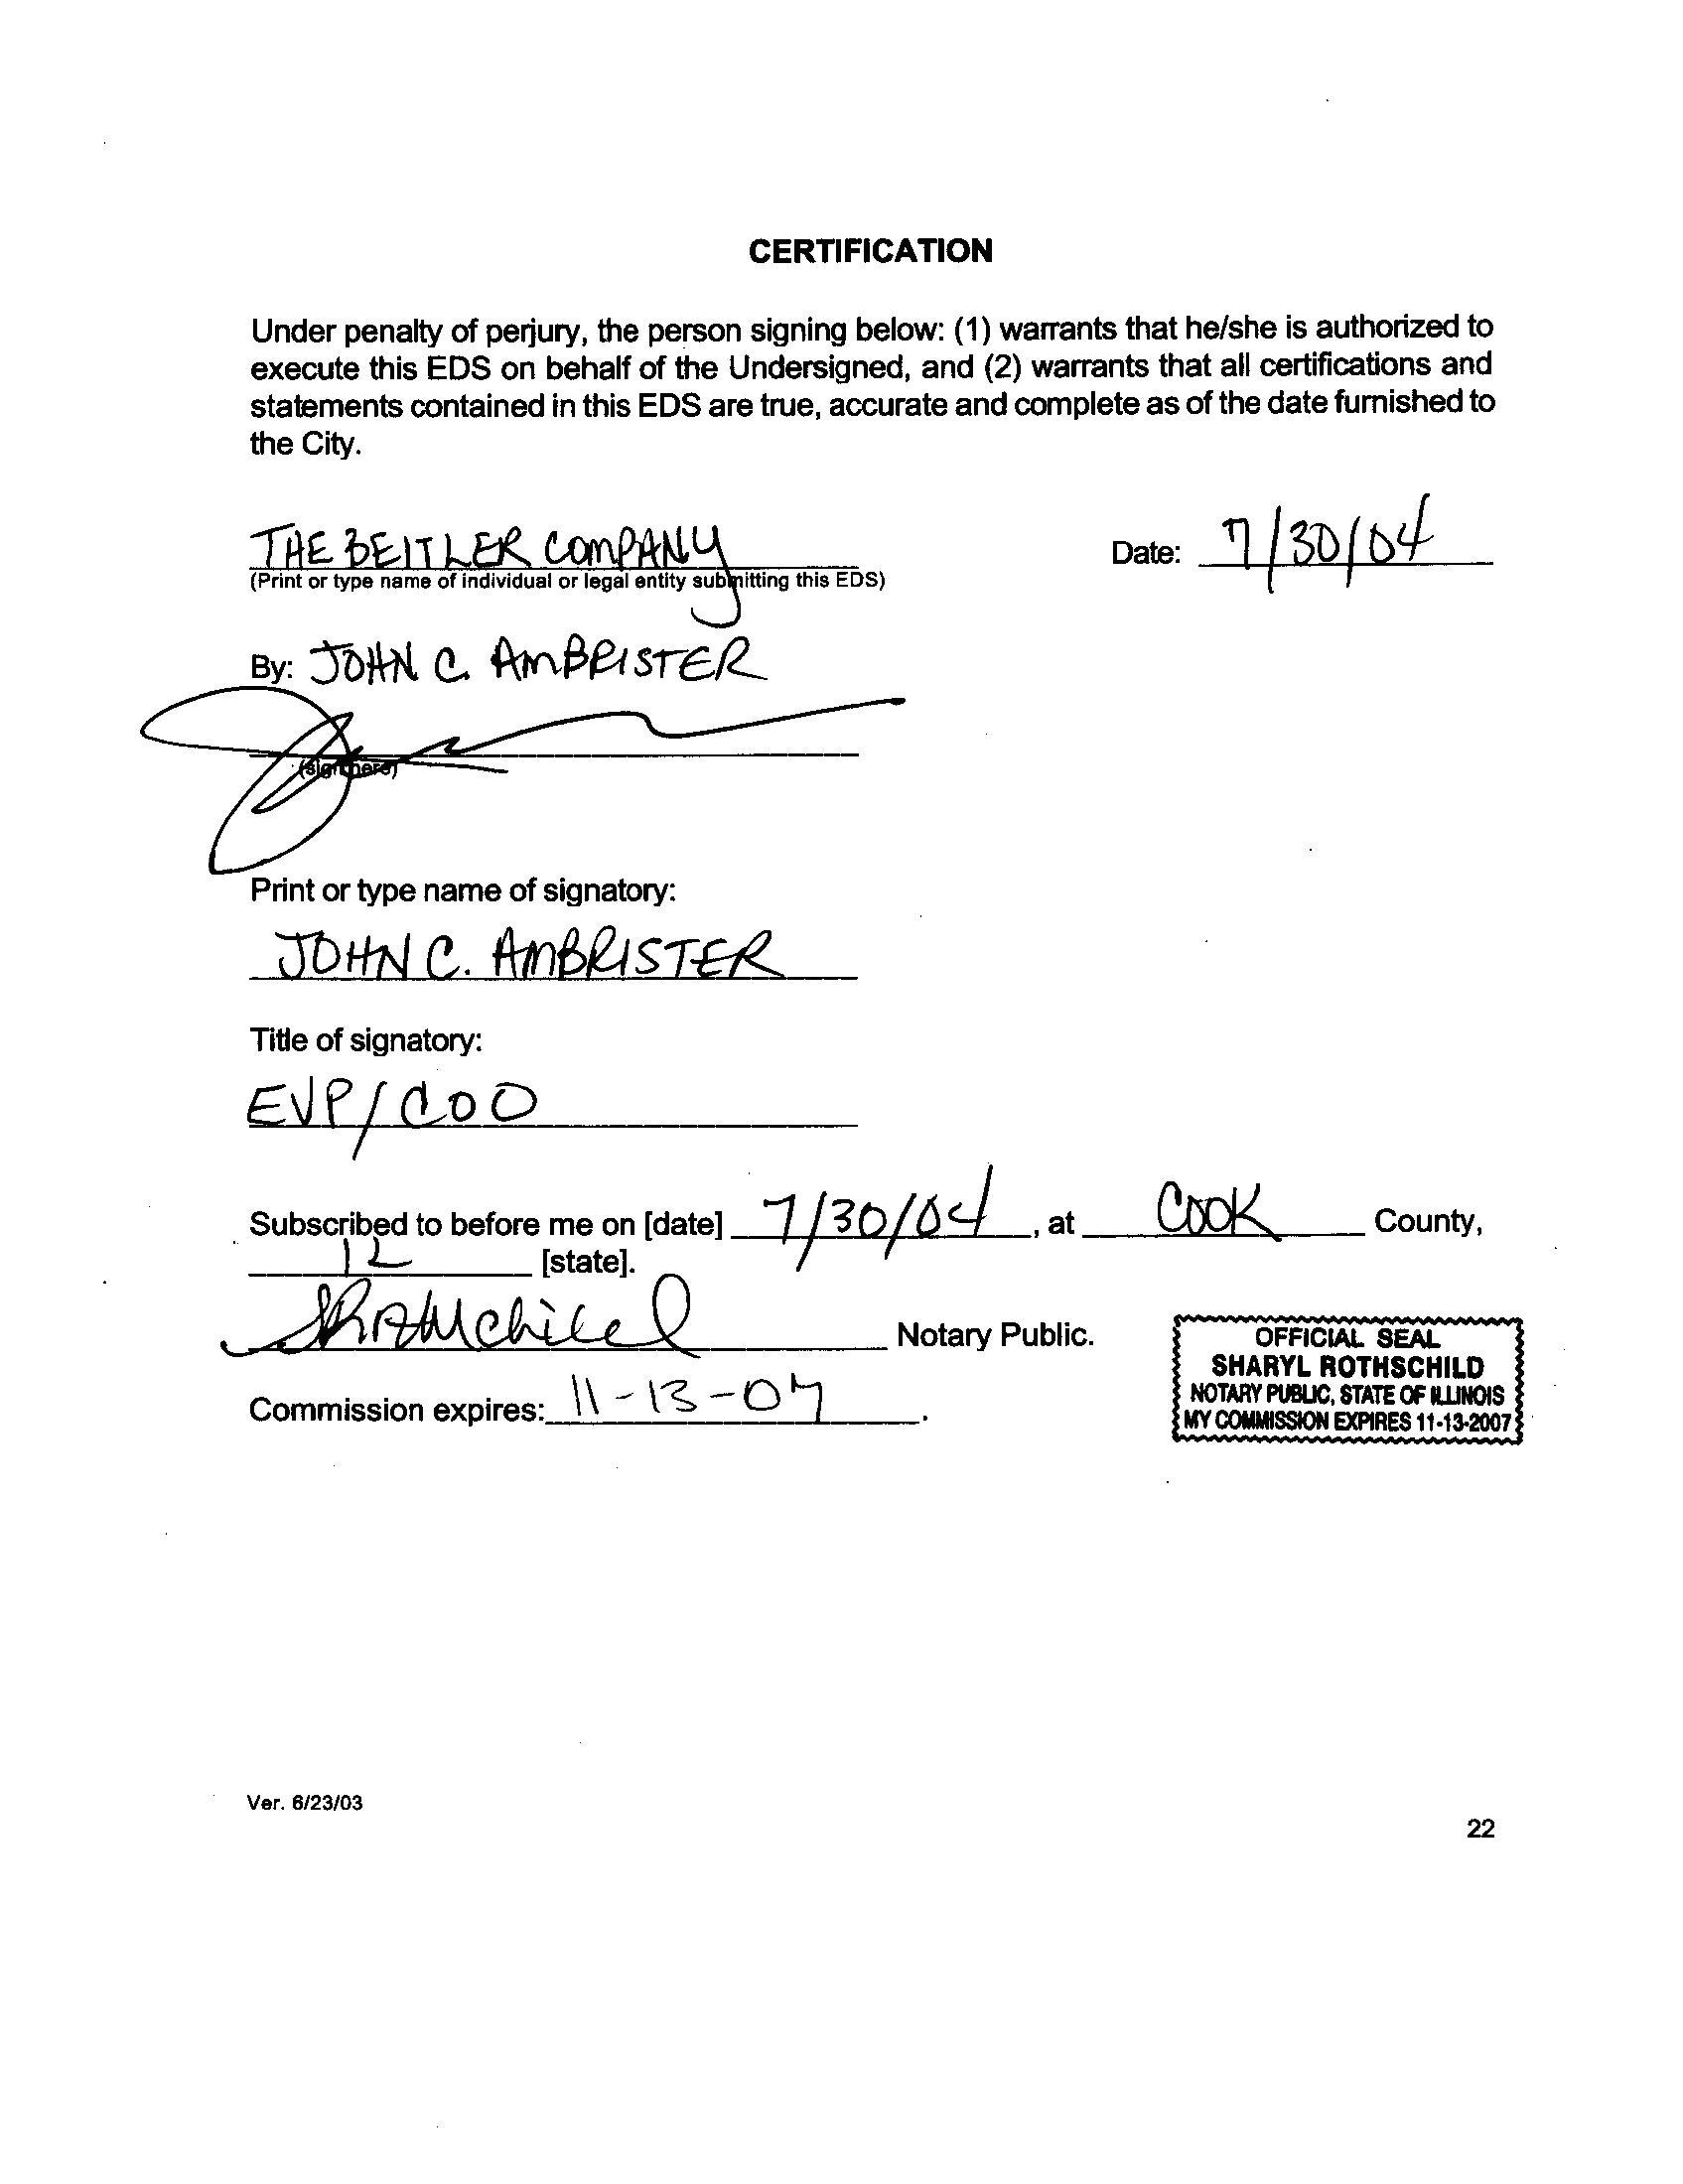 CERTIFICATION
Under penalty of perjury, the person signing below: (1) warrants that he/she is authorized to
execute this EDS on behalf of the Undersigned, and (2) warrants that all certifications and
statements contained in this EDS are true, accurate and complete as of the date furnished to
the City.
THE BEITLER COMPANY Date: 7/30/04
(Print or type name of individual or legal entity submitting this EDS)
By: JOHN C. AMBRISTER
(sign here)
Print or type name of signatory:
JOHN C. AMBRISTER
Title of signatory:
EVP/COO
Subscribed to before me on [date] 7/30/04, at COOK County,
IL [state].
Notary Public.
Commission expires: 11-13-07.
OFFICIAL SEAL
SHARYL ROTHSCHILD
NOTARY PUBLIC, STATE OF ILLINOIS
MY COMMISSION EXPIRES 11-13-2007
Ver. 6/23/03
22